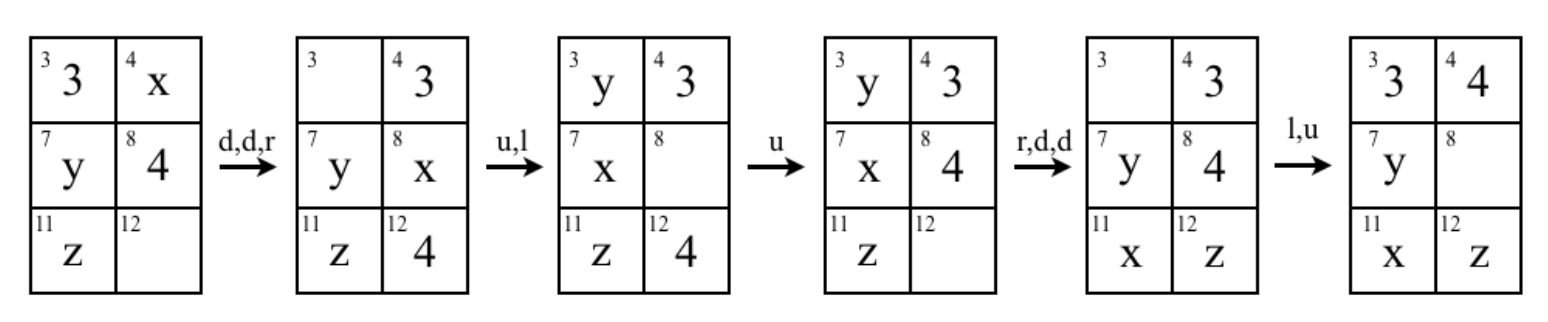 3 3 4 x
7 y 8 4
11 z 12
d,d,r
3 4 3
7 y 8 x
11 z 12 4
u,l
3 y 4 3
7 x 8
11 z 12 4
u
3 y 4 3
7 x 8 4
11 z 12
r,d,d
3 4 3
7 y 8 4
11 x 12 z
l,u
3 3 4 4
7 y 8
11 x 12 z